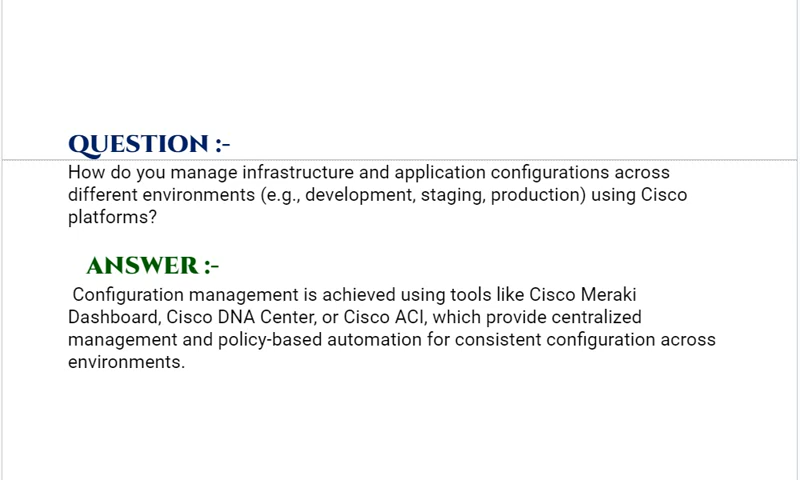 QUESTION :-
How do you manage infrastructure and application configurations across
different environments (e.g., development, staging, production) using Cisco
platforms?
ANSWER :-
Configuration management is achieved using tools like Cisco Meraki
Dashboard, Cisco DNA Center, or Cisco ACI, which provide centralized
management and policy-based automation for consistent configuration across
environments.